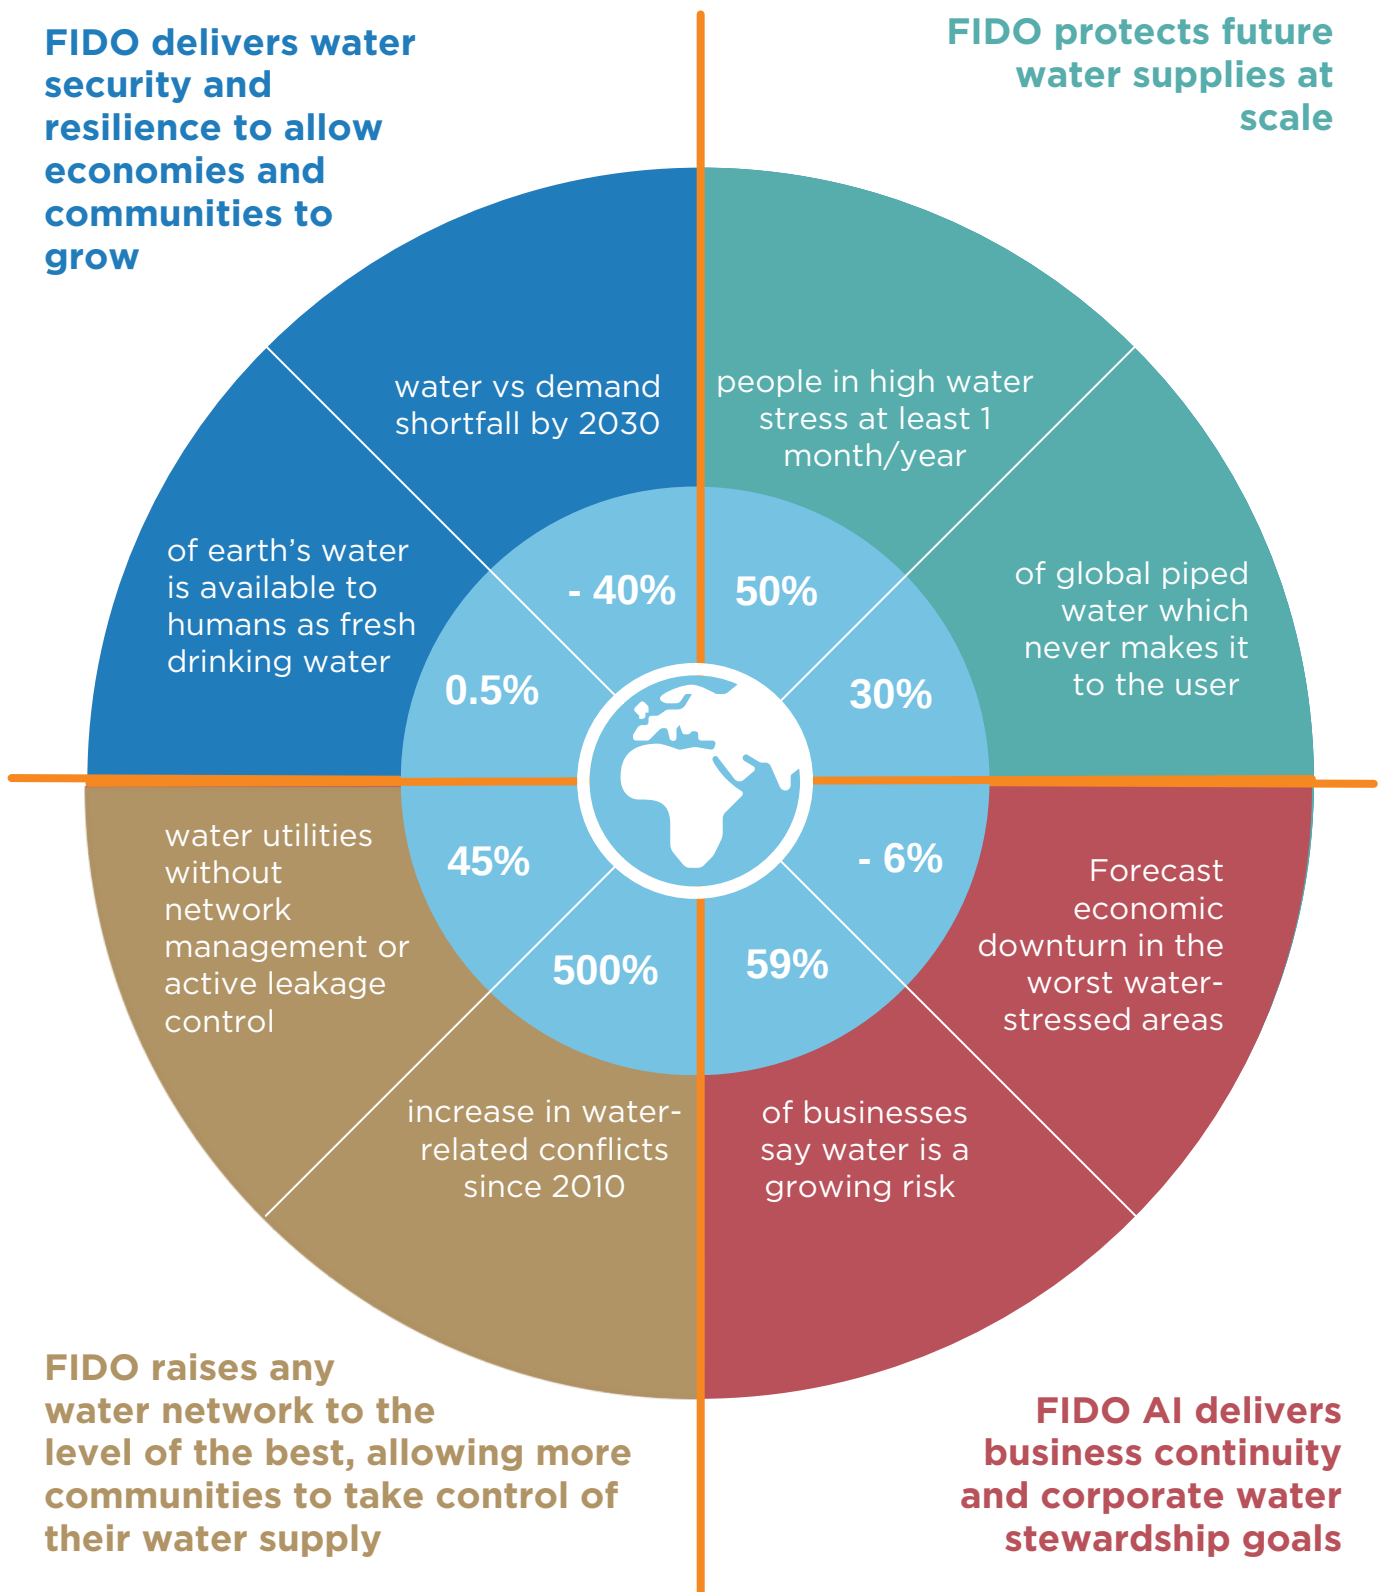 FIDO delivers water
security and
resilience to allow
economies and
communities to
grow
FIDO protects future
water supplies at
scale
water vs demand
shortfall by 2030
- 40%
people in high water
stress at least 1
month/year
50%
of earth's water
is available to
humans as fresh
drinking water
0.5%
of global piped
water which
never makes it
to the user
30%
water utilities
without
network
management or
active leakage
control
45%
Forecast
economic
downturn in the
worst water-
stressed areas
- 6%
increase in water-
related conflicts
since 2010
500%
of businesses
say water is a
growing risk
59%
FIDO raises any
water network to the
level of the best, allowing more
communities to take control of
their water supply
FIDO AI delivers
business continuity
and corporate water
stewardship goals